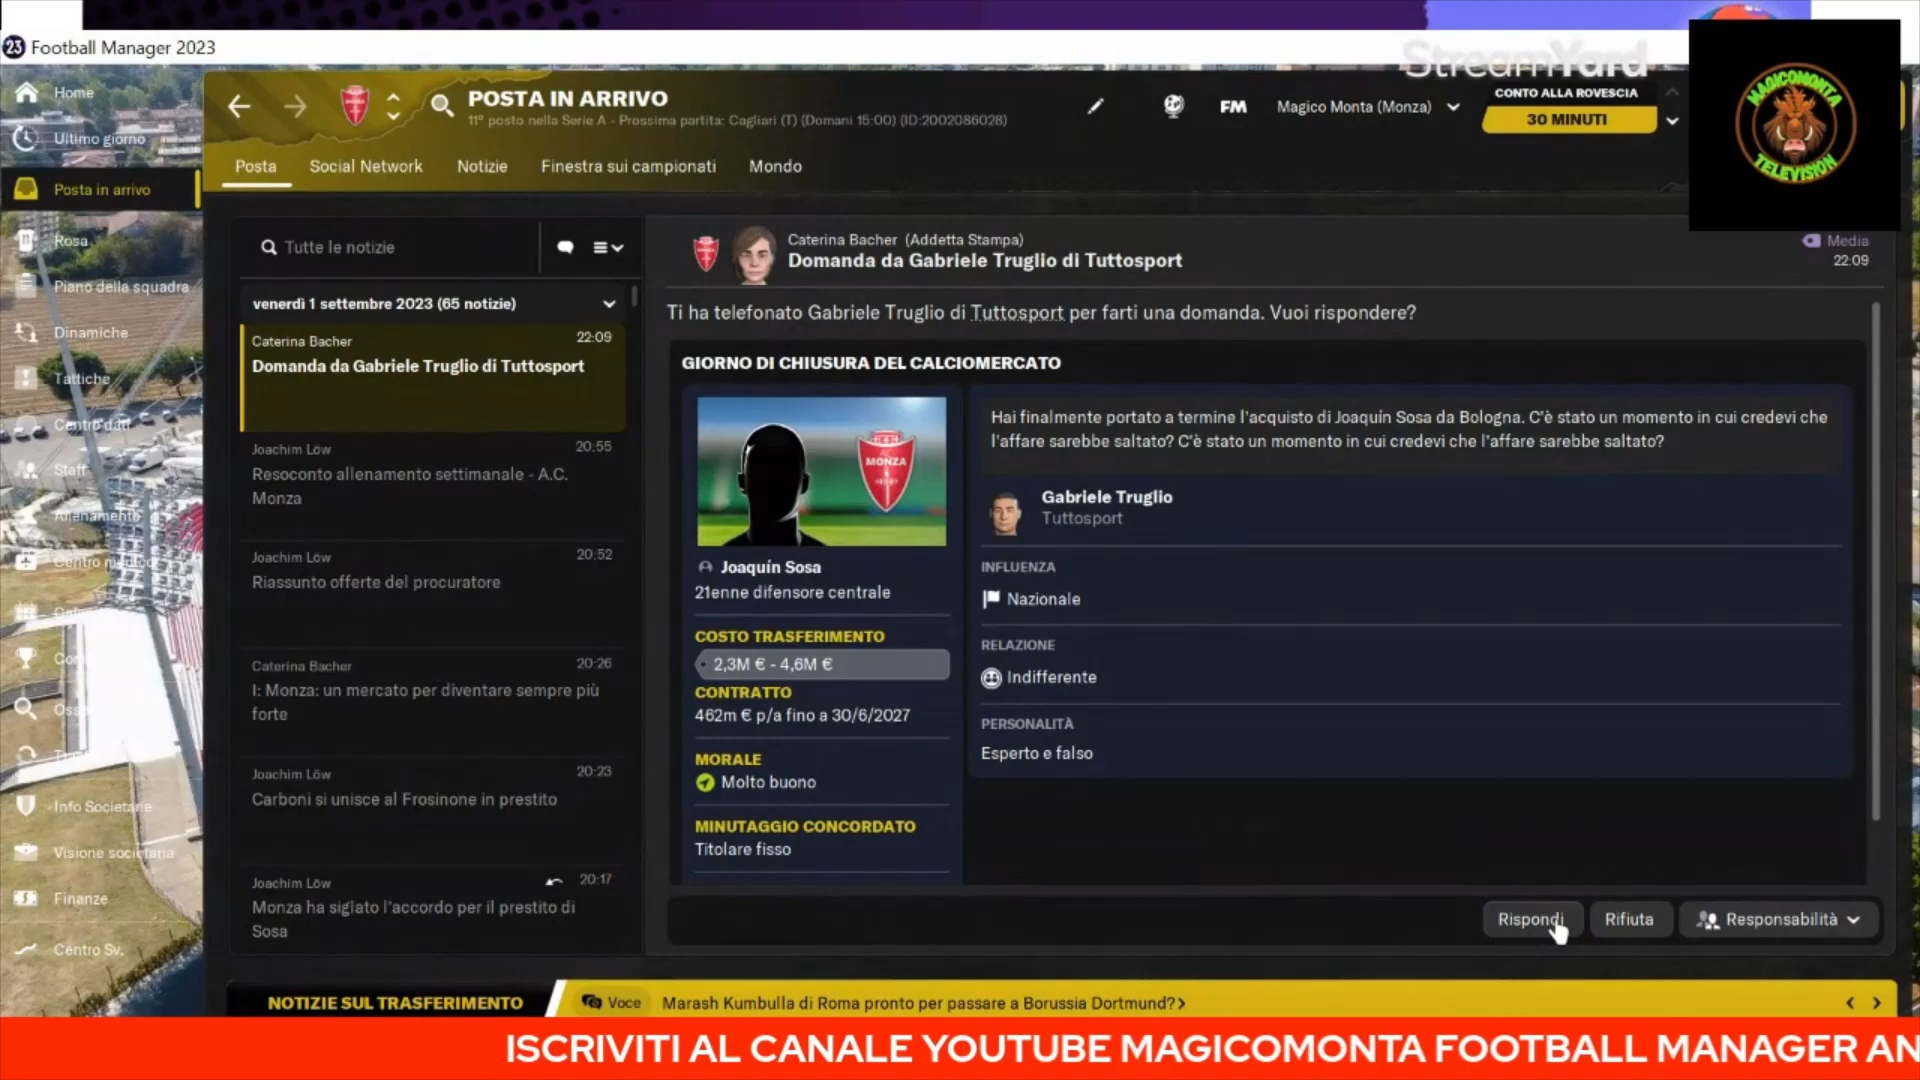 StreamYard
23 Football Manager 2023
MAGICOMONTA
TELEVISION
Home
Ultimo giorno
Posta in arrivo
Rosa
Piano della squadra
Dinamiche
Tattiche
Centro dati
Staff
Allenamento
Centro medico
Info Societarie
Visione societaria
Finanze
Centro Sv.
POSTA IN ARRIVO
11° posto nella Serie A - Prossima partita: Cagliari (T) (Domani 15:00) (ID:2002086028)
FM
Magico Monta (Monza)
CONTO ALLA ROVESCIA
30 MINUTI
Posta
Social Network
Notizie
Finestra sui campionati
Mondo
Tutte le notizie
venerdì 1 settembre 2023 (65 notizie)
Caterina Bacher 22:09
Domanda da Gabriele Truglio di Tuttosport
Joachim Löw 20:55
Resoconto allenamento settimanale - A.C.
Monza
Joachim Löw 20:52
Riassunto offerte del procuratore
Caterina Bacher 20:26
I: Monza: un mercato per diventare sempre più
forte
Joachim Löw 20:23
Carboni si unisce al Frosinone in prestito
Joachim Löw 20:17
Monza ha siglato l'accordo per il prestito di
Sosa
Caterina Bacher (Addetta Stampa)
Domanda da Gabriele Truglio di Tuttosport
Media
22:09
Ti ha telefonato Gabriele Truglio di Tuttosport per farti una domanda. Vuoi rispondere?
GIORNO DI CHIUSURA DEL CALCIOMERCATO
MONZA
Joaquín Sosa
21enne difensore centrale
COSTO TRASFERIMENTO
2,3M € - 4,6M €
CONTRATTO
462m € p/a fino a 30/6/2027
MORALE
Molto buono
MINUTAGGIO CONCORDATO
Titolare fisso
Hai finalmente portato a termine l'acquisto di Joaquín Sosa da Bologna. C'è stato un momento in cui credevi che
l'affare sarebbe saltato? C'è stato un momento in cui credevi che l'affare sarebbe saltato?
Gabriele Truglio
Tuttosport
INFLUENZA
Nazionale
RELAZIONE
Indifferente
PERSONALITÀ
Esperto e falso
Rispondi
Rifiuta
Responsabilità
NOTIZIE SUL TRASFERIMENTO
Voce
Marash Kumbulla di Roma pronto per passare a Borussia Dortmund?
ISCRIVITI AL CANALE YOUTUBE MAGICOMONTA FOOTBALL MANAGER AN